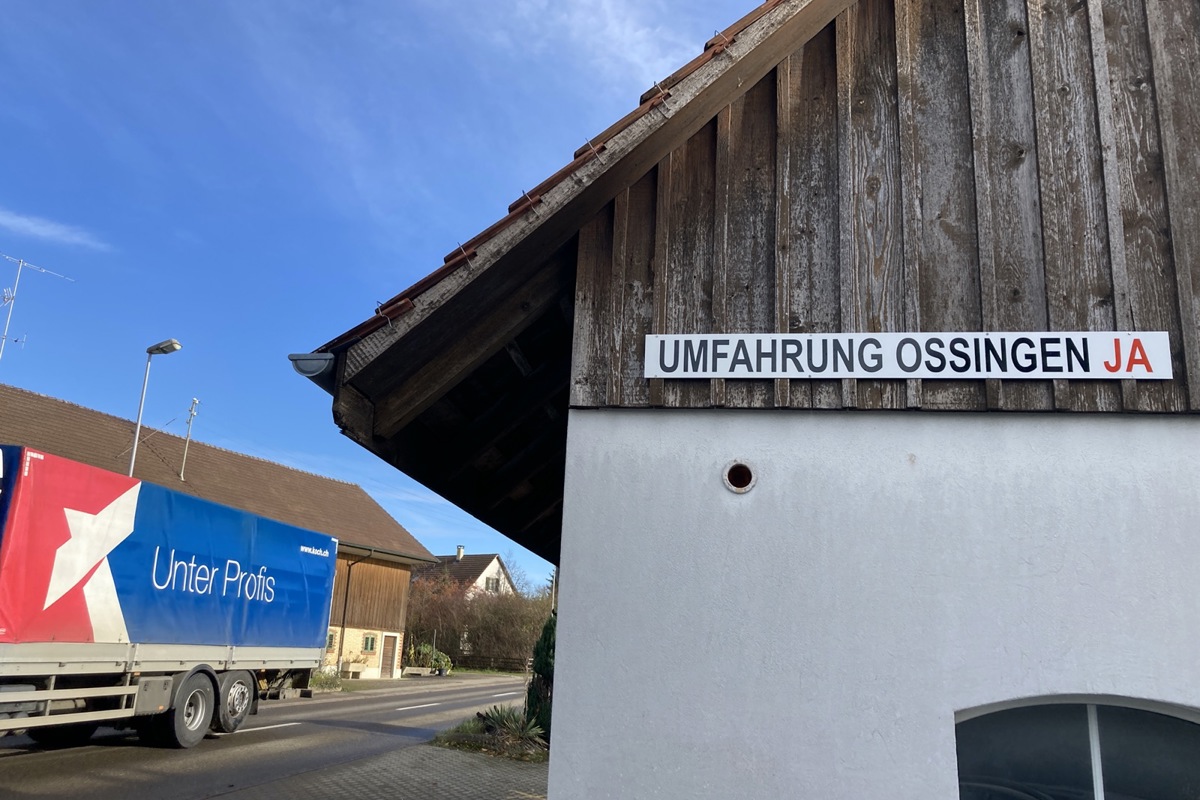 UMFAHRUNG OSSINGEN JA
www.koch.ch
Unter Profis